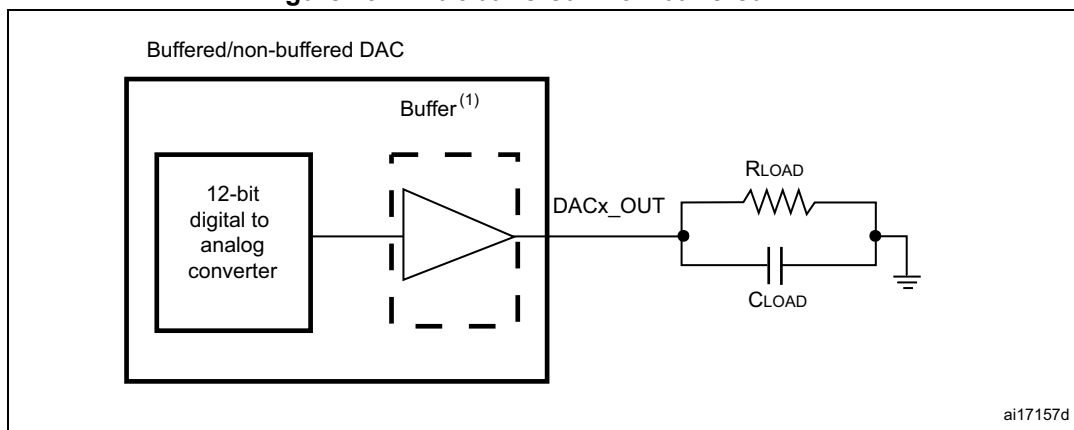 Buffered/non-buffered DAC
Buffer (1)
12-bit
digital to
analog
converter
DACx_OUT
RLOAD
CLOAD
ai17157d